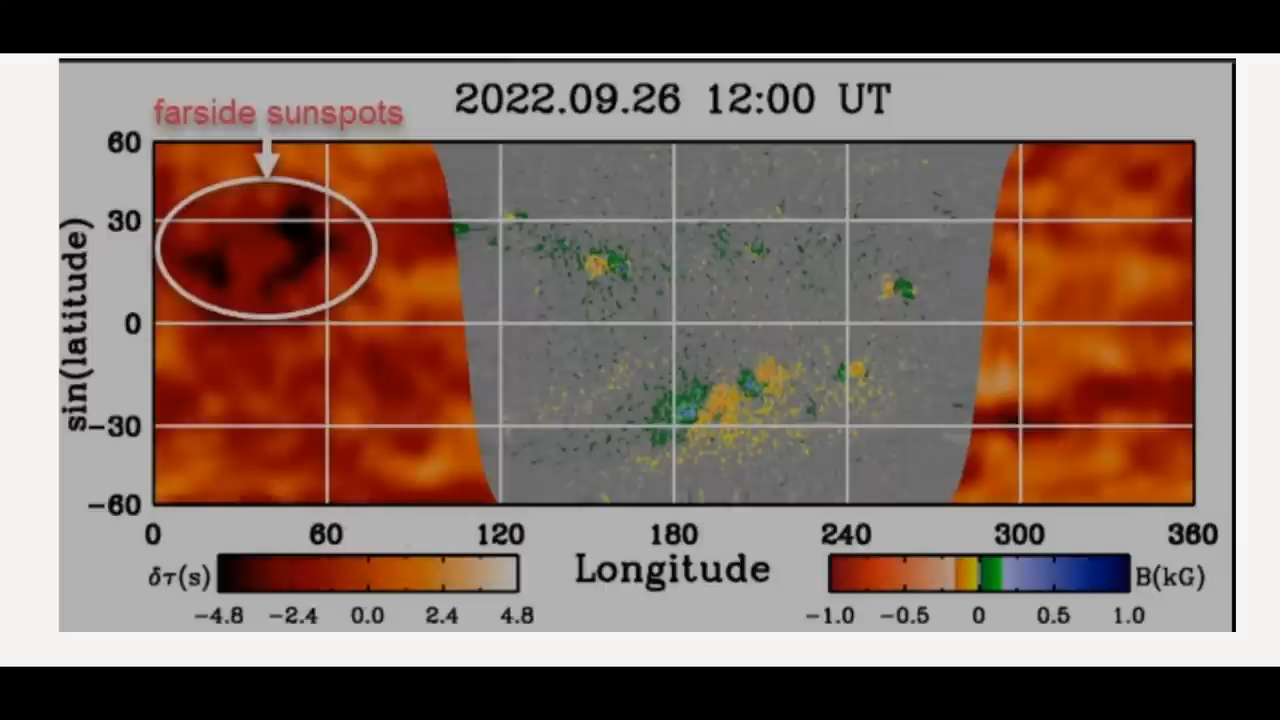 2022.09.26 12:00 UT
farside sunspots
60
30
0
−30
−60
sin(latitude)
0 60 120 180 240 300 360
Longitude
δτ(s)
−4.8 −2.4 0.0 2.4 4.8
B(kG)
−1.0 −0.5 0 0.5 1.0